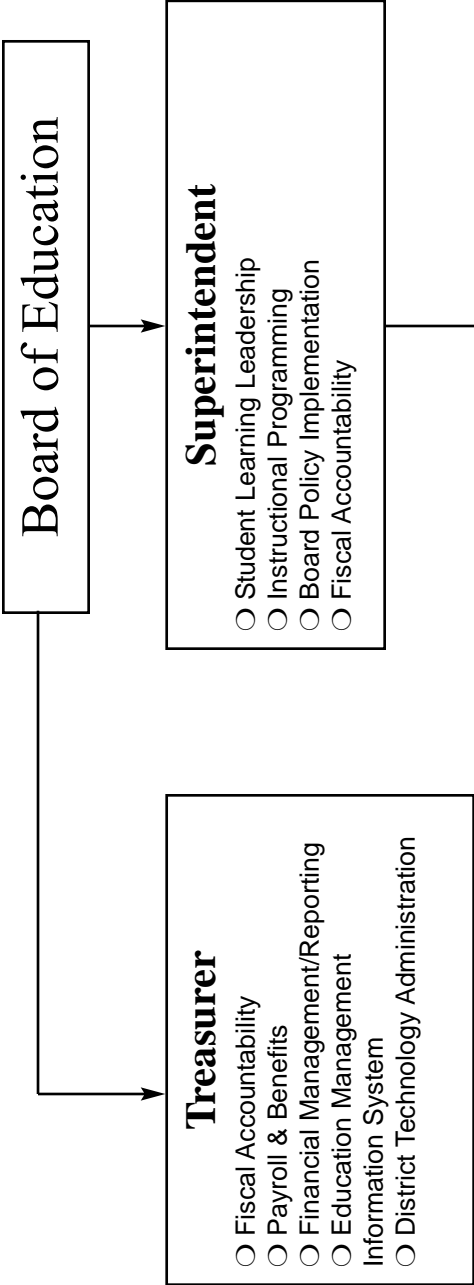 Board of Education
Treasurer
❍ Fiscal Accountability
❍ Payroll & Benefits
❍ Financial Management/Reporting
❍ Education Management
Information System
❍ District Technology Administration
Superintendent
❍ Student Learning Leadership
❍ Instructional Programming
❍ Board Policy Implementation
❍ Fiscal Accountability